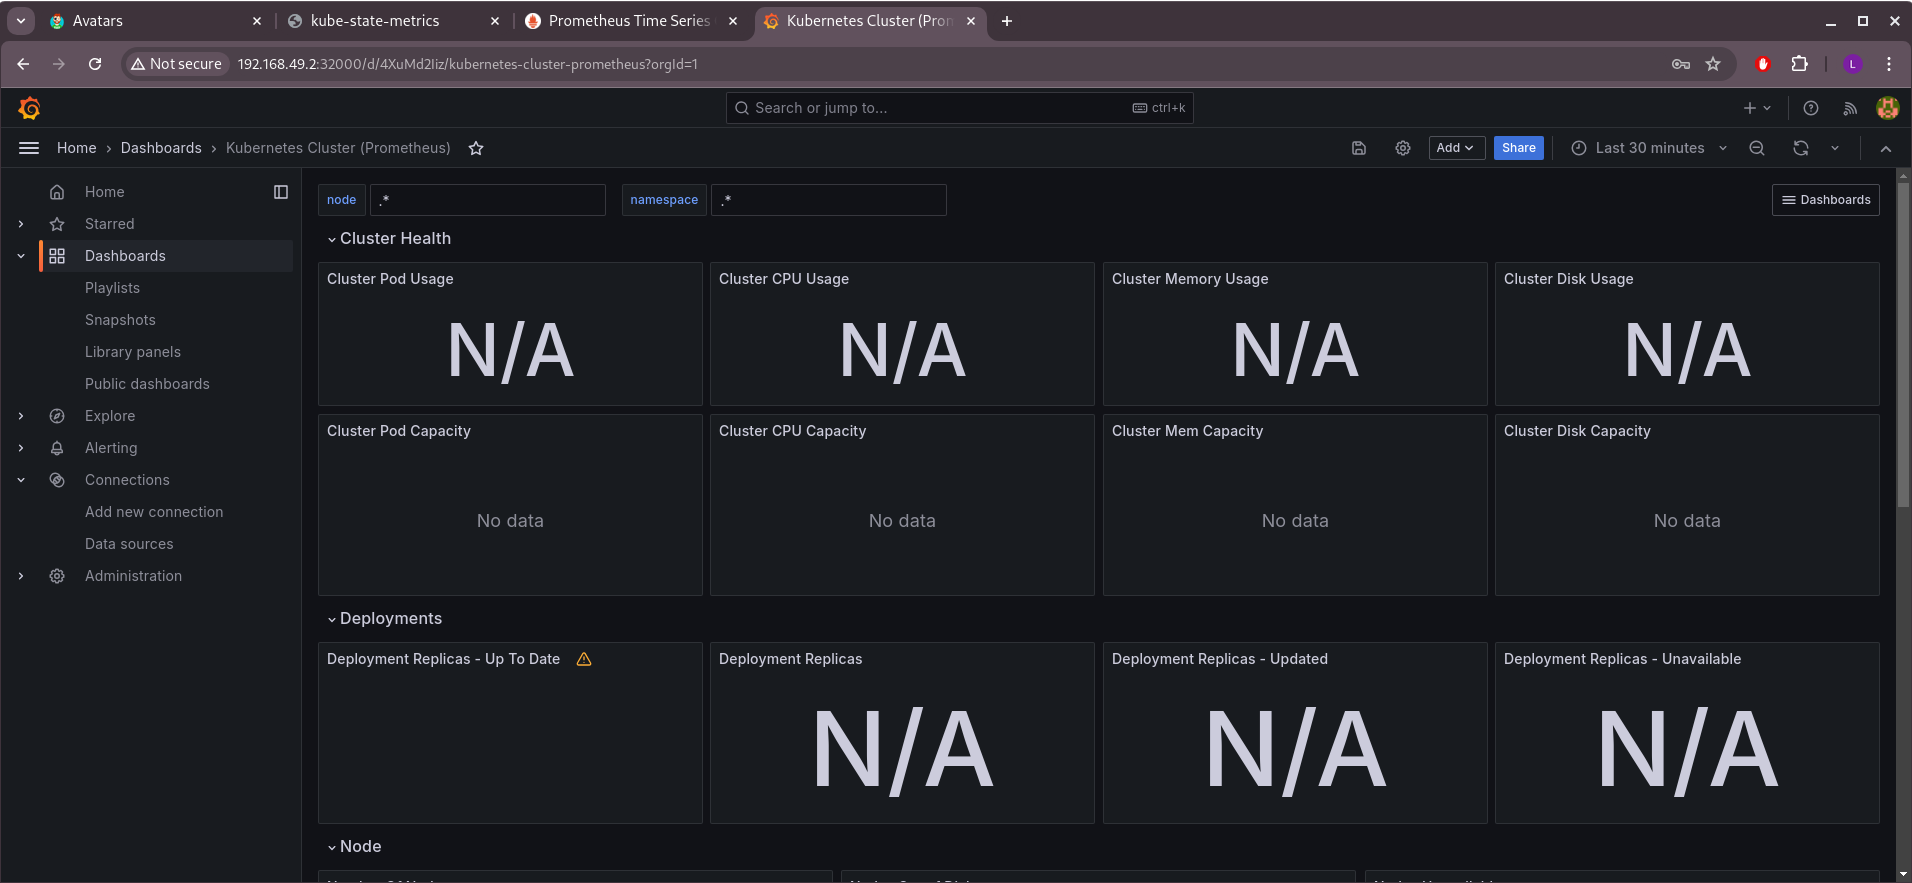 Avatars
kube-state-metrics
Prometheus Time Series
Kubernetes Cluster (Prom
Not secure
192.168.49.2:32000/d/4XuMd2Iiz/kubernetes-cluster-prometheus?orgId=1
L
Search or jump to...
ctrl+k
Home › Dashboards › Kubernetes Cluster (Prometheus)
Add
Share
Last 30 minutes
Home
Starred
Dashboards
Playlists
Snapshots
Library panels
Public dashboards
Explore
Alerting
Connections
Add new connection
Data sources
Administration
node
.*
namespace
.*
Dashboards
Cluster Health
Cluster Pod Usage
N/A
Cluster CPU Usage
N/A
Cluster Memory Usage
N/A
Cluster Disk Usage
N/A
Cluster Pod Capacity
No data
Cluster CPU Capacity
No data
Cluster Mem Capacity
No data
Cluster Disk Capacity
No data
Deployments
Deployment Replicas - Up To Date
Deployment Replicas
N/A
Deployment Replicas - Updated
N/A
Deployment Replicas - Unavailable
N/A
Node